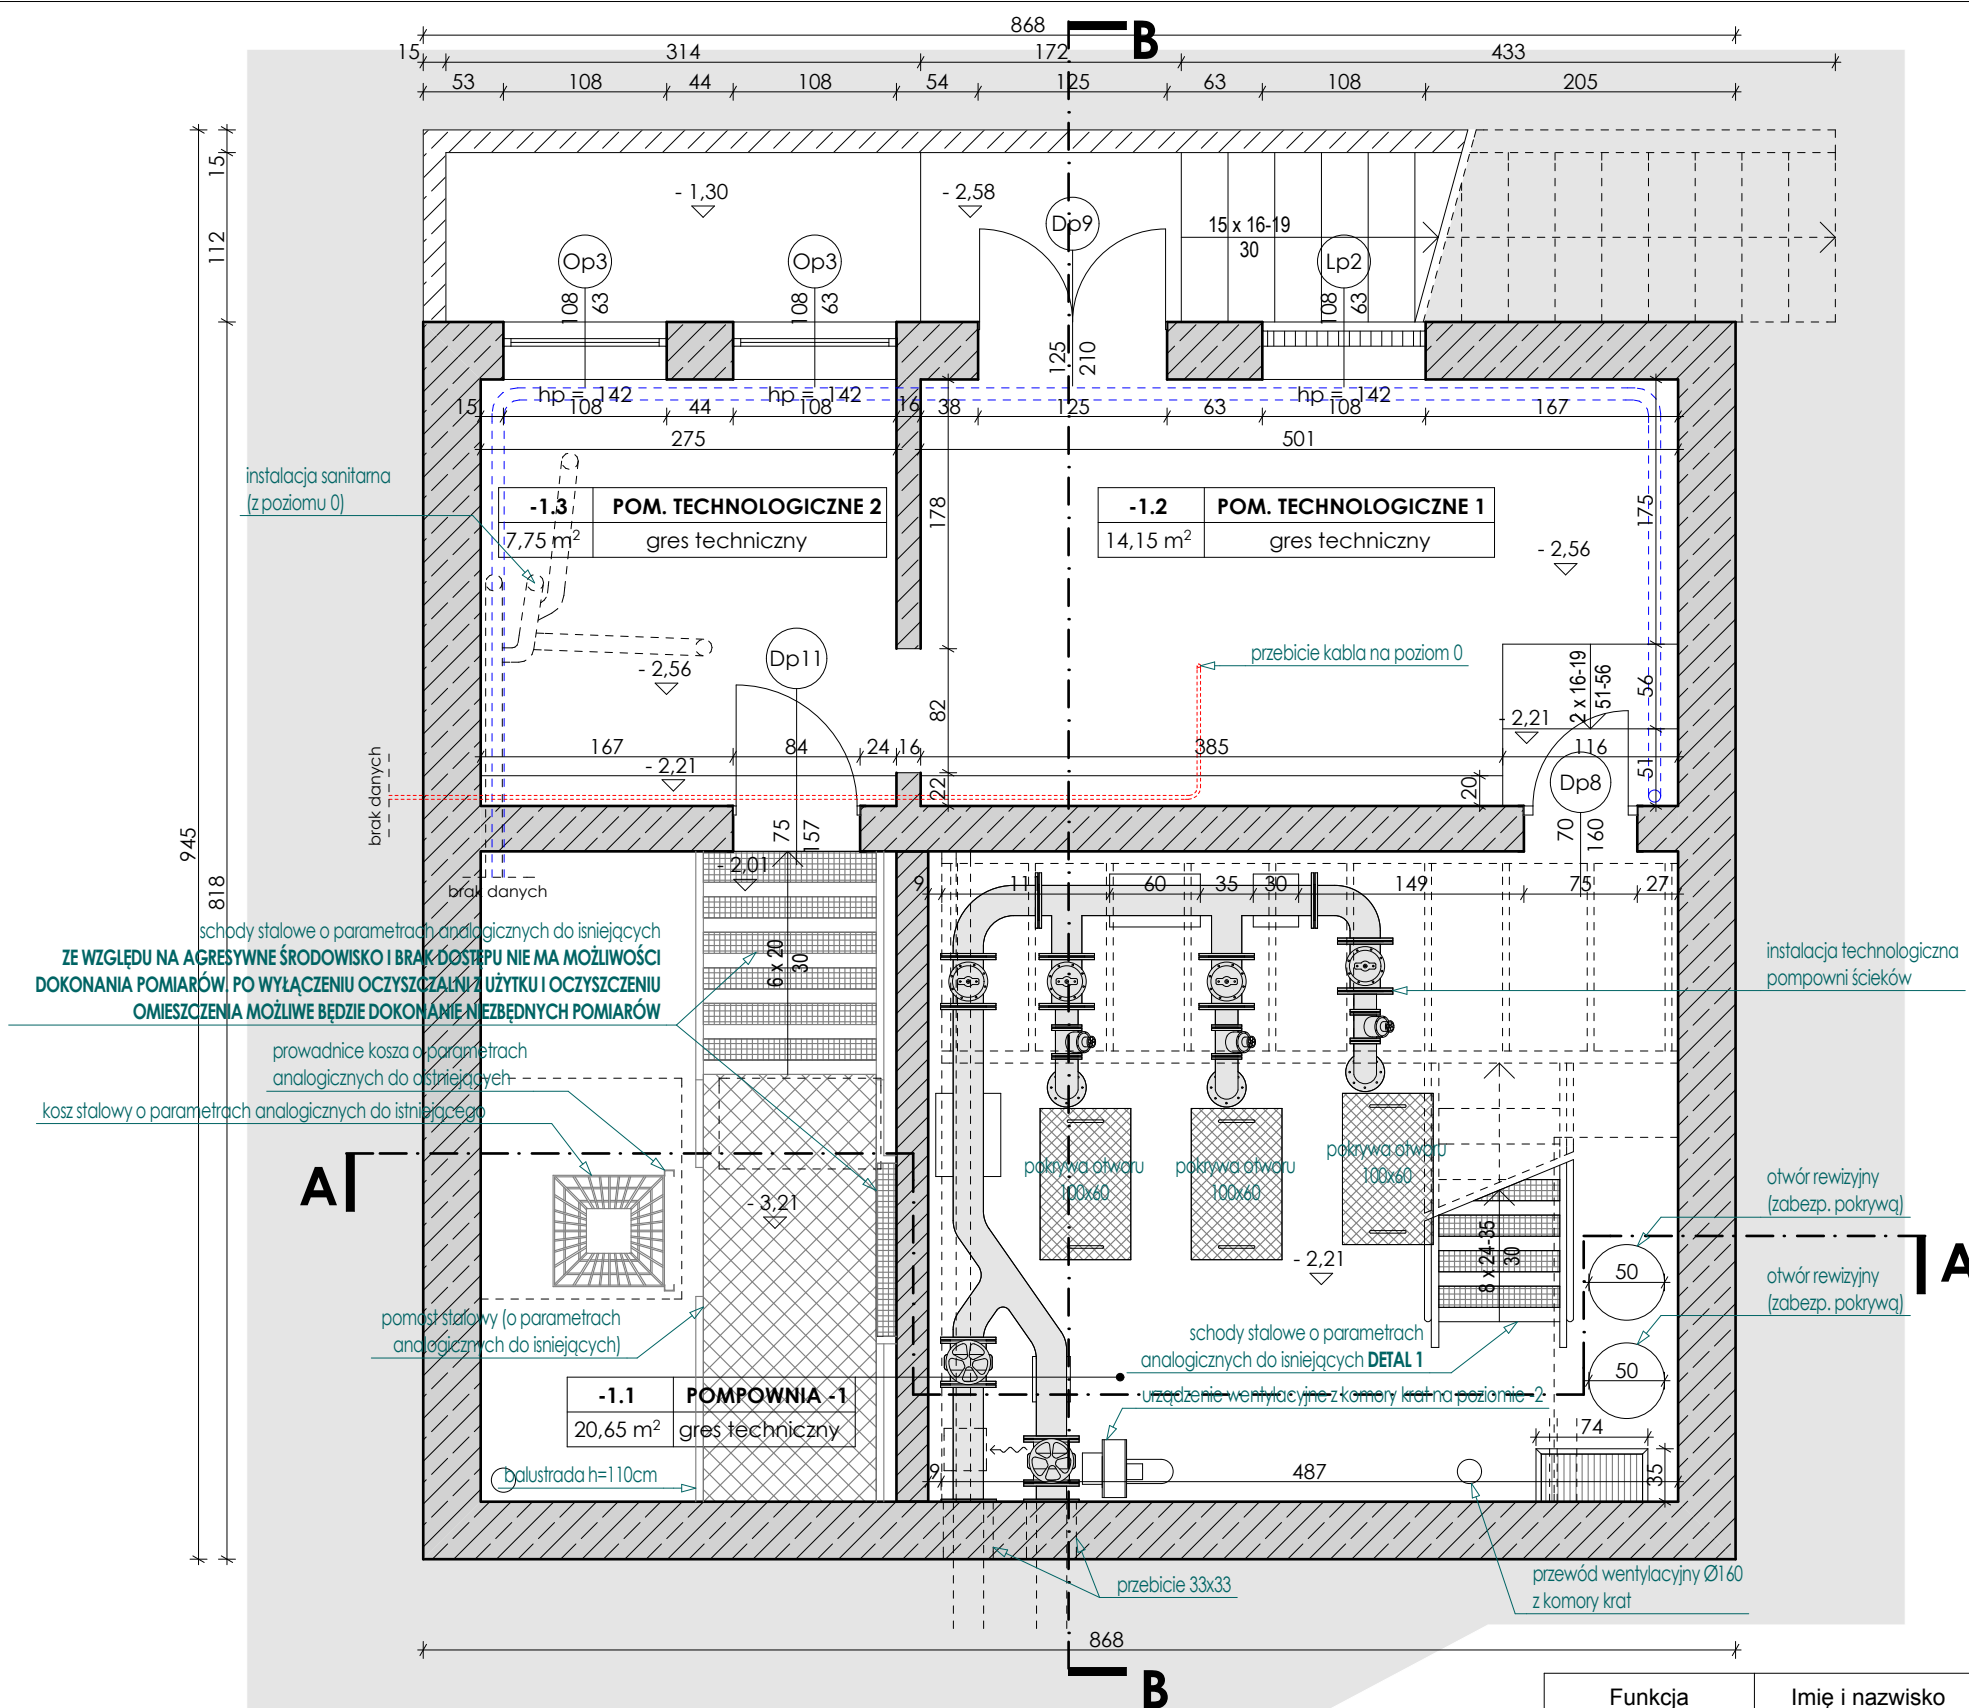 868
B
15
314
172
433
53
108
44
108
54
125
63
108
205
15
112
945
818
- 1,30
- 2,58
Dp9
15 x 16-19
30
Op3
Op3
Lp2
108
63
108
63
108
63
125
210
hp = 142
hp = 142
hp = 142
15
108
44
108
16
38
125
63
108
167
275
501
instalacja sanitarna
(z poziomu 0)
-1.3 POM. TECHNOLOGICZNE 2
7,75 m² gres techniczny
178
-1.2 POM. TECHNOLOGICZNE 1
14,15 m² gres techniczny
175
- 2,56
Dp11
- 2,56
przebicie kabla na poziom 0
82
2 x 16-19
51-56
56
- 2,21
167
84
24
16
385
116
- 2,21
22
20
Dp8
51
brak danych
75
157
70
160
- 2,01
brak danych
9
11
60
35
30
149
75
27
schody stalowe o parametrach analogicznych do isniejących
ZE WZGLĘDU NA AGRESYWNE ŚRODOWISKO I BRAK DOSTĘPU NIE MA MOŻLIWOŚCI
DOKONANIA POMIARÓW. PO WYŁĄCZENIU OCZYSZCZALNI Z UŻYTKU I OCZYSZCZENIU
OMIESZCZENIA MOŻLIWE BĘDZIE DOKONANIE NIEZBĘDNYCH POMIARÓW
6 x 20
30
instalacja technologiczna
pompowni ścieków
prowadnice kosza o parametrach
analogicznych do ostniejących
kosz stalowy o parametrach analogicznych do istniejącego
A
pokrywa otworu
100x60
pokrywa otworu
100x60
pokrywa otworu
100x60
- 3,21
- 2,21
8 x 24-35
30
otwór rewizyjny
(zabezp. pokrywą)
A
50
otwór rewizyjny
(zabezp. pokrywą)
50
pomost stalowy (o parametrach
analogicznych do isniejących)
schody stalowe o parametrach
analogicznych do isniejących DETAL 1
-1.1 POMPOWNIA -1
20,65 m² gres techniczny
urządzenie wentylacyjne z komory krat na poziomie -2
74
balustrada h=110cm
9
487
35
przebicie 33x33
przewód wentylacyjny Ø160
z komory krat
868
B
Funkcja Imię i nazwisko